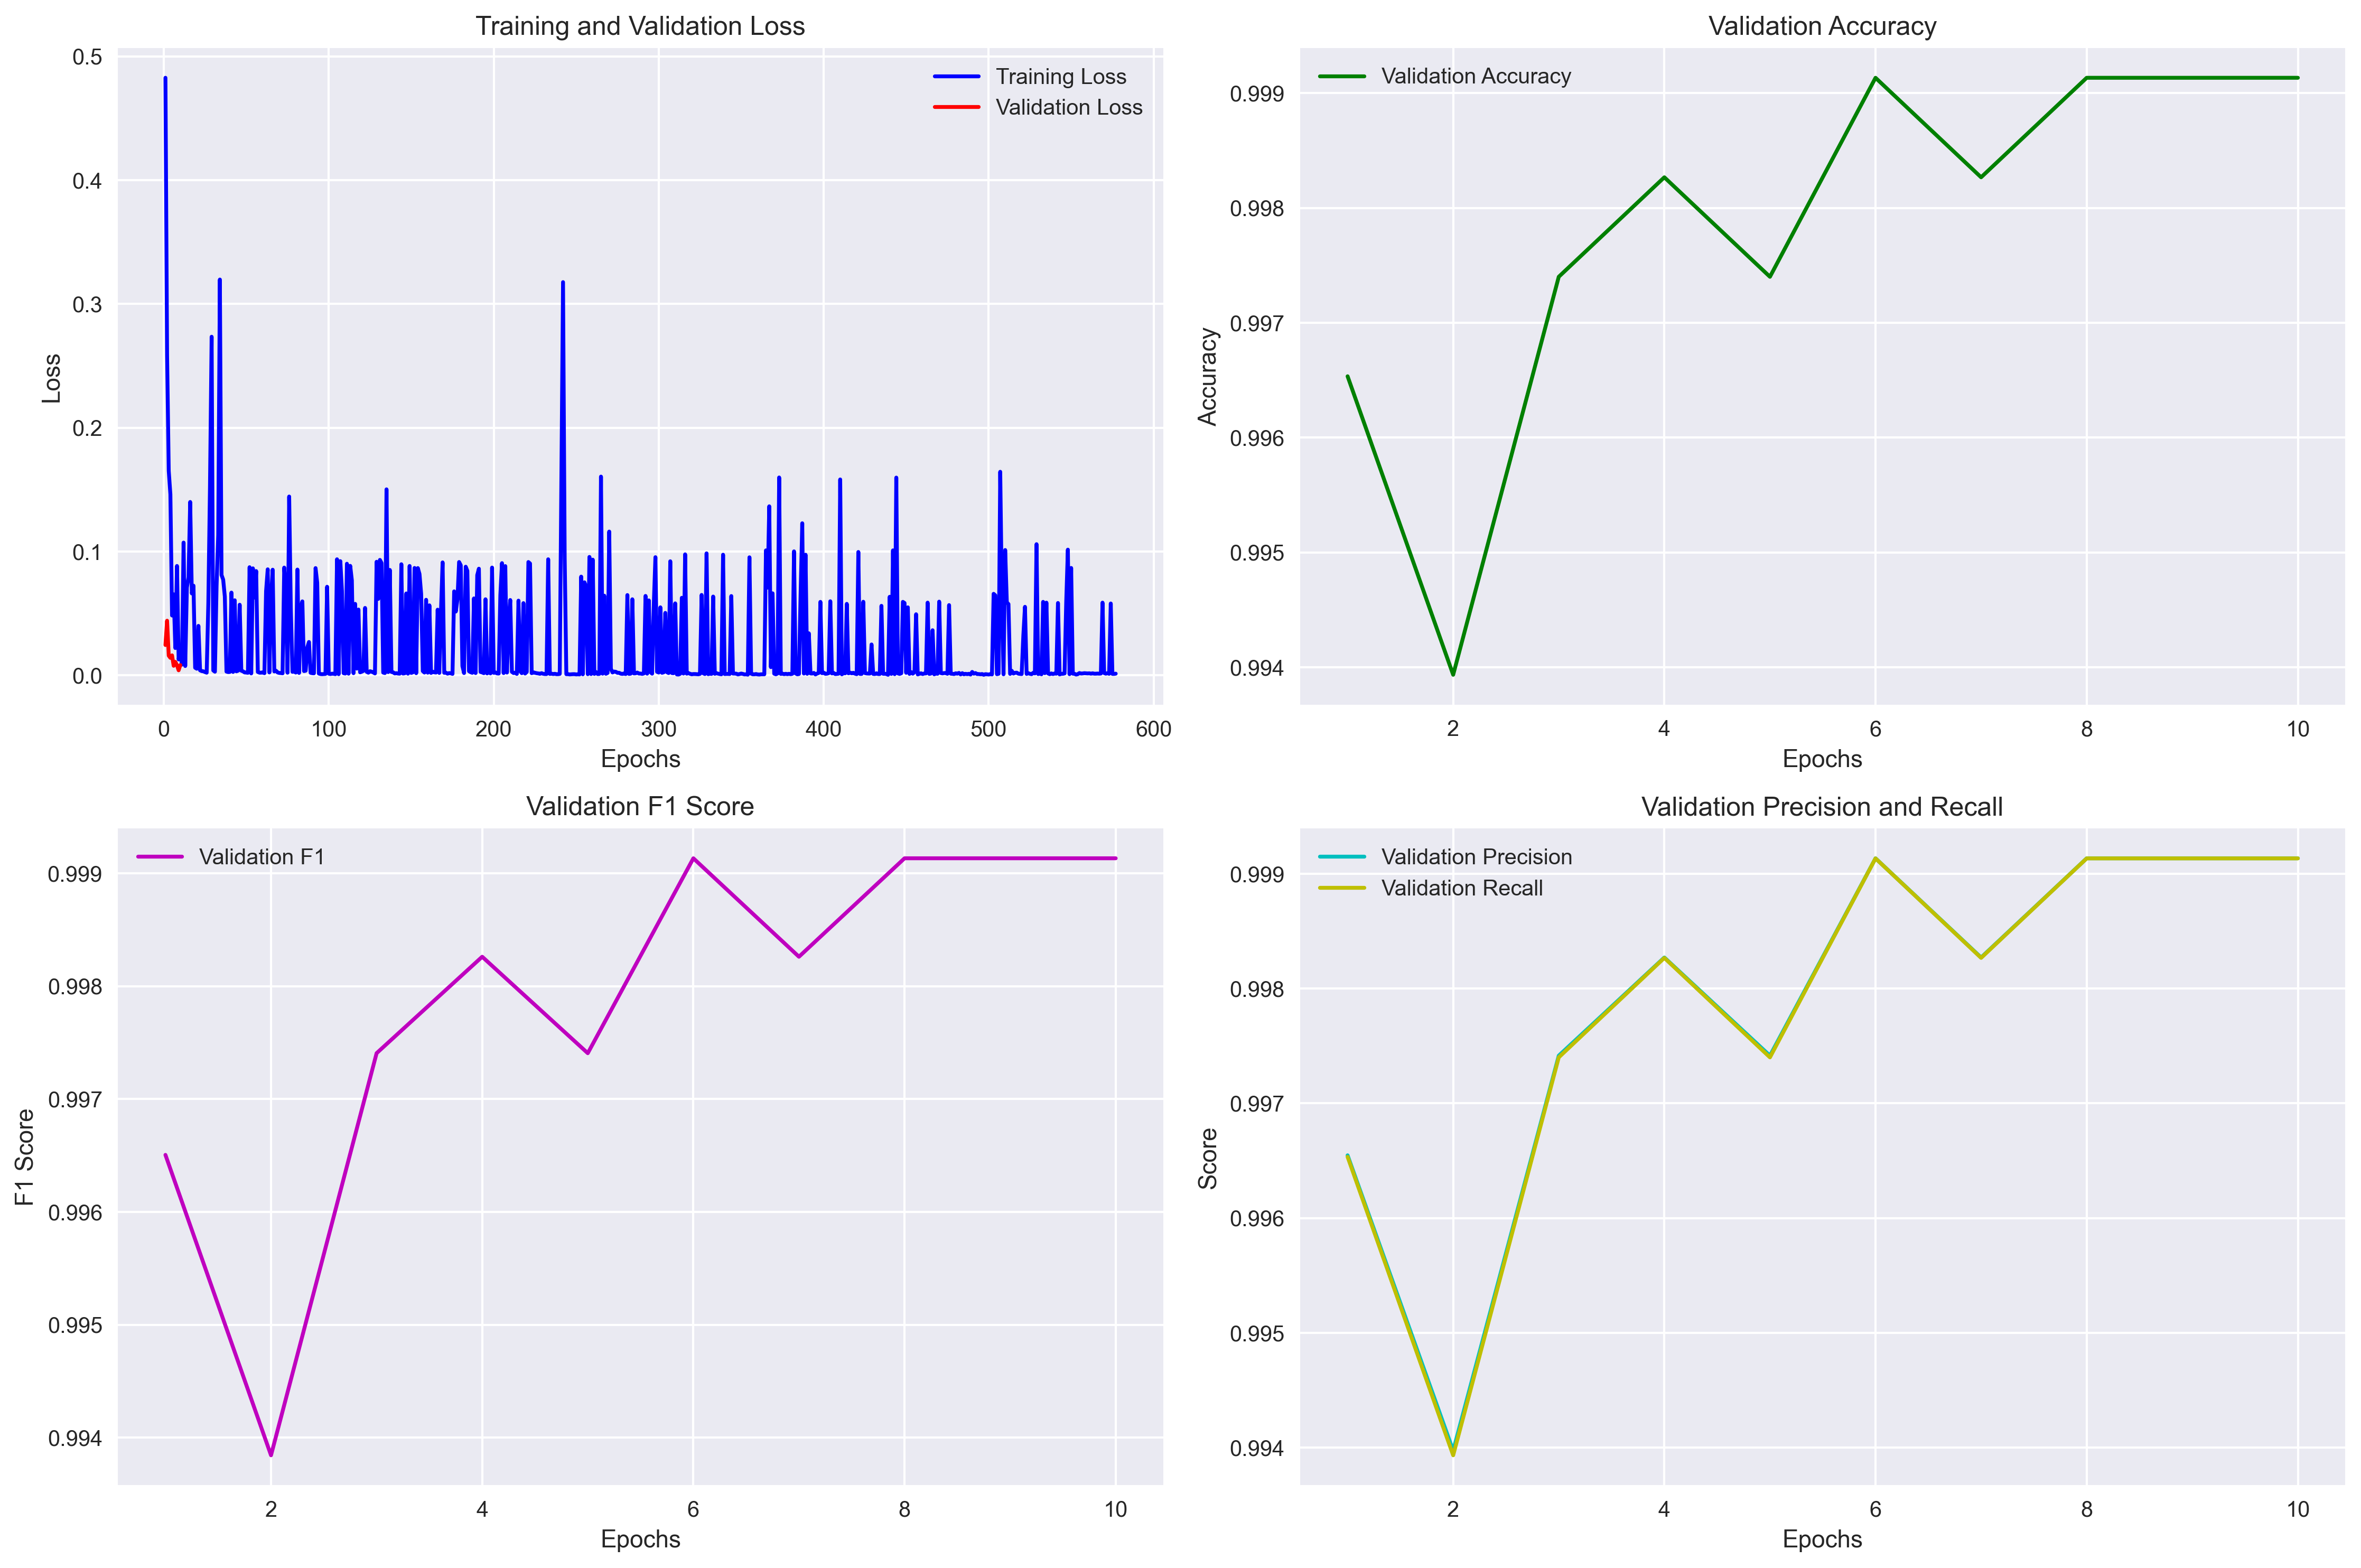 Training and Validation Loss
0.5
0.4
0.3
0.2
0.1
0.0
Loss
Training Loss
Validation Loss
0 100 200 300 400 500 600
Epochs
Validation Accuracy
0.999
0.998
0.997
0.996
0.995
0.994
Accuracy
Validation Accuracy
2 4 6 8 10
Epochs
Validation F1 Score
0.999
0.998
0.997
0.996
0.995
0.994
F1 Score
Validation F1
2 4 6 8 10
Epochs
Validation Precision and Recall
0.999
0.998
0.997
0.996
0.995
0.994
Score
Validation Precision
Validation Recall
2 4 6 8 10
Epochs